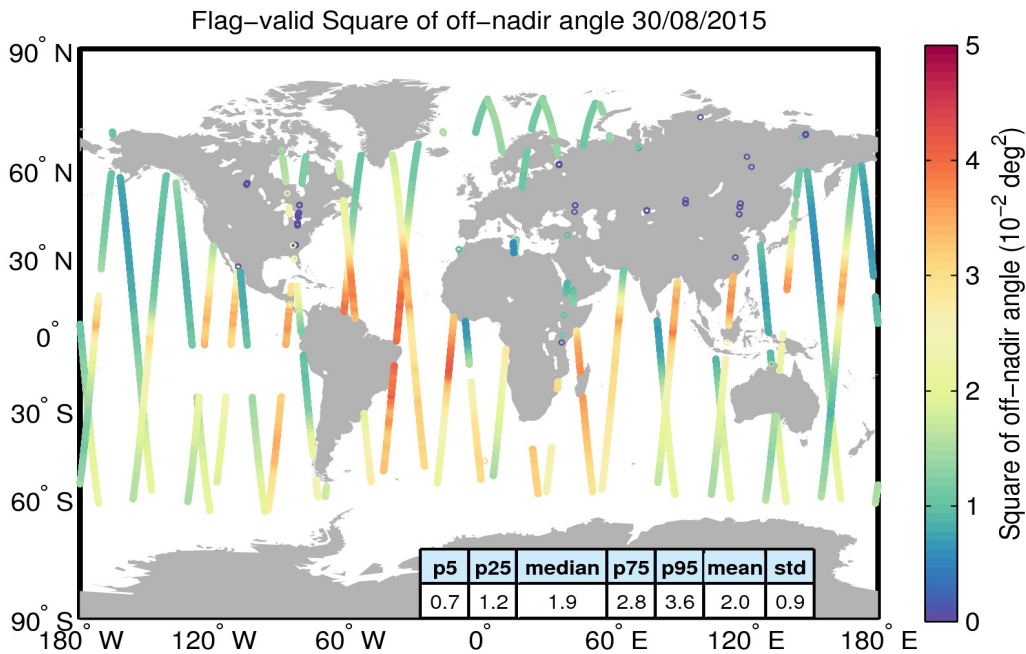 Flag−valid Square of off−nadir angle 30/08/2015
90° N
60° N
30° N
0°
30° S
60° S
90° S
180° W
120° W
60° W
0°
60° E
120° E
180° E
p5 p25 median p75 p95 mean std
0.7 1.2 1.9 2.8 3.6 2.0 0.9
5
4
3
2
1
0
Square of off−nadir angle (10⁻² deg²)